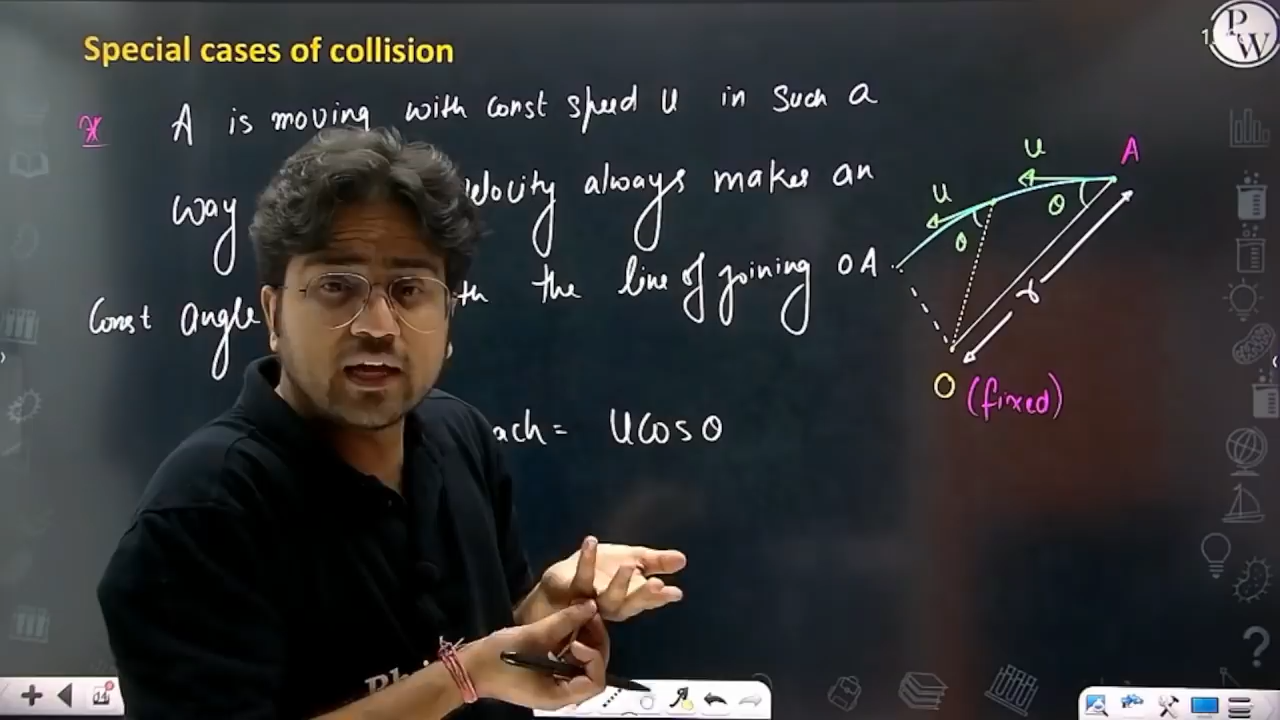 Special cases of collision
A is moving with const speed u in such a
way velocity always makes an
const angle the line of joining OA
= u cos θ
u
A
u
θ
θ
r
O (fixed)
P
W
14